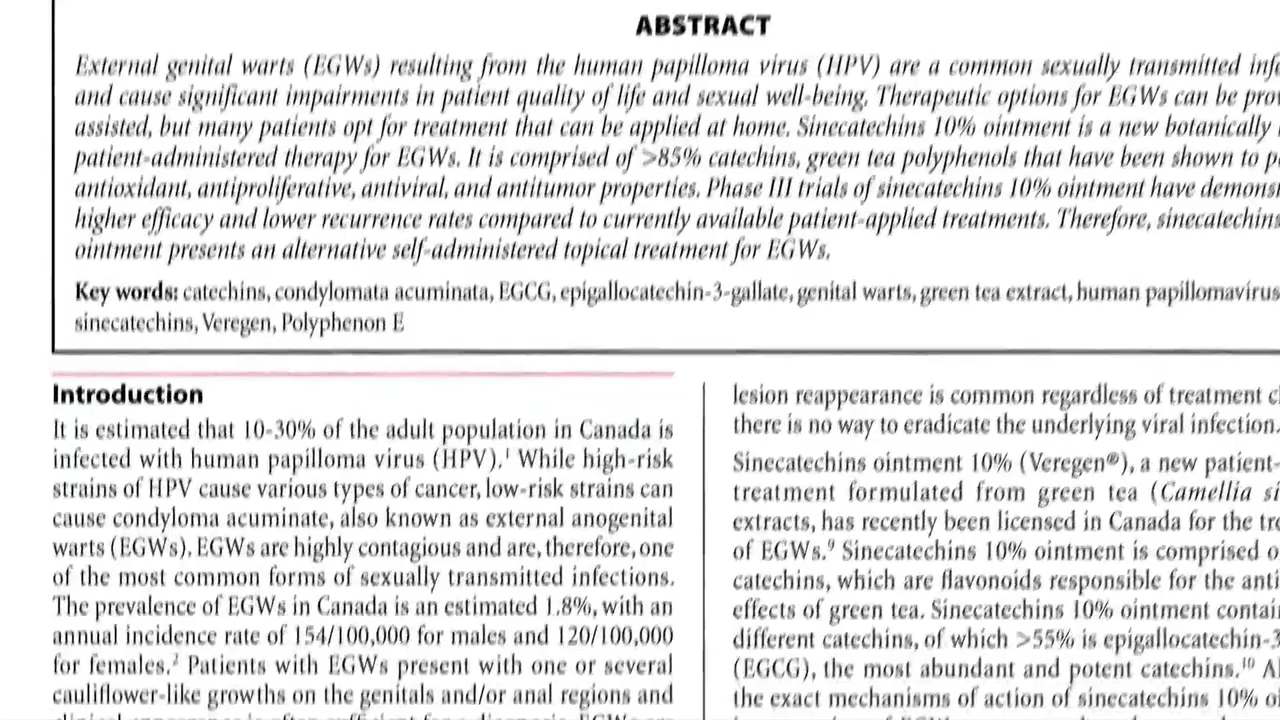 ABSTRACT
External genital warts (EGWs) resulting from the human papilloma virus (HPV) are a common sexually transmitted
and cause significant impairments in patient quality of life and sexual well-being. Therapeutic options for EGWs can be
assisted, but many patients opt for treatment that can be applied at home. Sinecatechins 10% ointment is a new botanically
patient-administered therapy for EGWs. It is comprised of >85% catechins, green tea polyphenols that have been shown to
antioxidant, antiproliferative, antiviral, and antitumor properties. Phase III trials of sinecatechins 10% ointment have
higher efficacy and lower recurrence rates compared to currently available patient-applied treatments. Therefore, sinecatechins
ointment presents an alternative self-administered topical treatment for EGWs.
Key words: catechins, condylomata acuminata, EGCG, epigallocatechin-3-gallate, genital warts, green tea extract, human papillomavirus
sinecatechins, Veregen, Polyphenon E
Introduction
It is estimated that 10-30% of the adult population in Canada is
infected with human papilloma virus (HPV).¹ While high-risk
strains of HPV cause various types of cancer, low-risk strains can
cause condyloma acuminate, also known as external anogenital
warts (EGWs). EGWs are highly contagious and are, therefore, one
of the most common forms of sexually transmitted infections.
The prevalence of EGWs in Canada is an estimated 1.8%, with an
annual incidence rate of 154/100,000 for males and 120/100,000
for females.² Patients with EGWs present with one or several
cauliflower-like growths on the genitals and/or anal regions and
lesion reappearance is common regardless of treatment
there is no way to eradicate the underlying viral infection.
Sinecatechins ointment 10% (Veregen®), a new patient-
treatment formulated from green tea (Camellia
extracts, has recently been licensed in Canada for the
of EGWs.⁹ Sinecatechins 10% ointment is comprised
catechins, which are flavonoids responsible for the
effects of green tea. Sinecatechins 10% ointment
different catechins, of which >55% is epigallocatechin-
(EGCG), the most abundant and potent catechins.¹⁰
the exact mechanisms of action of sinecatechins 10%